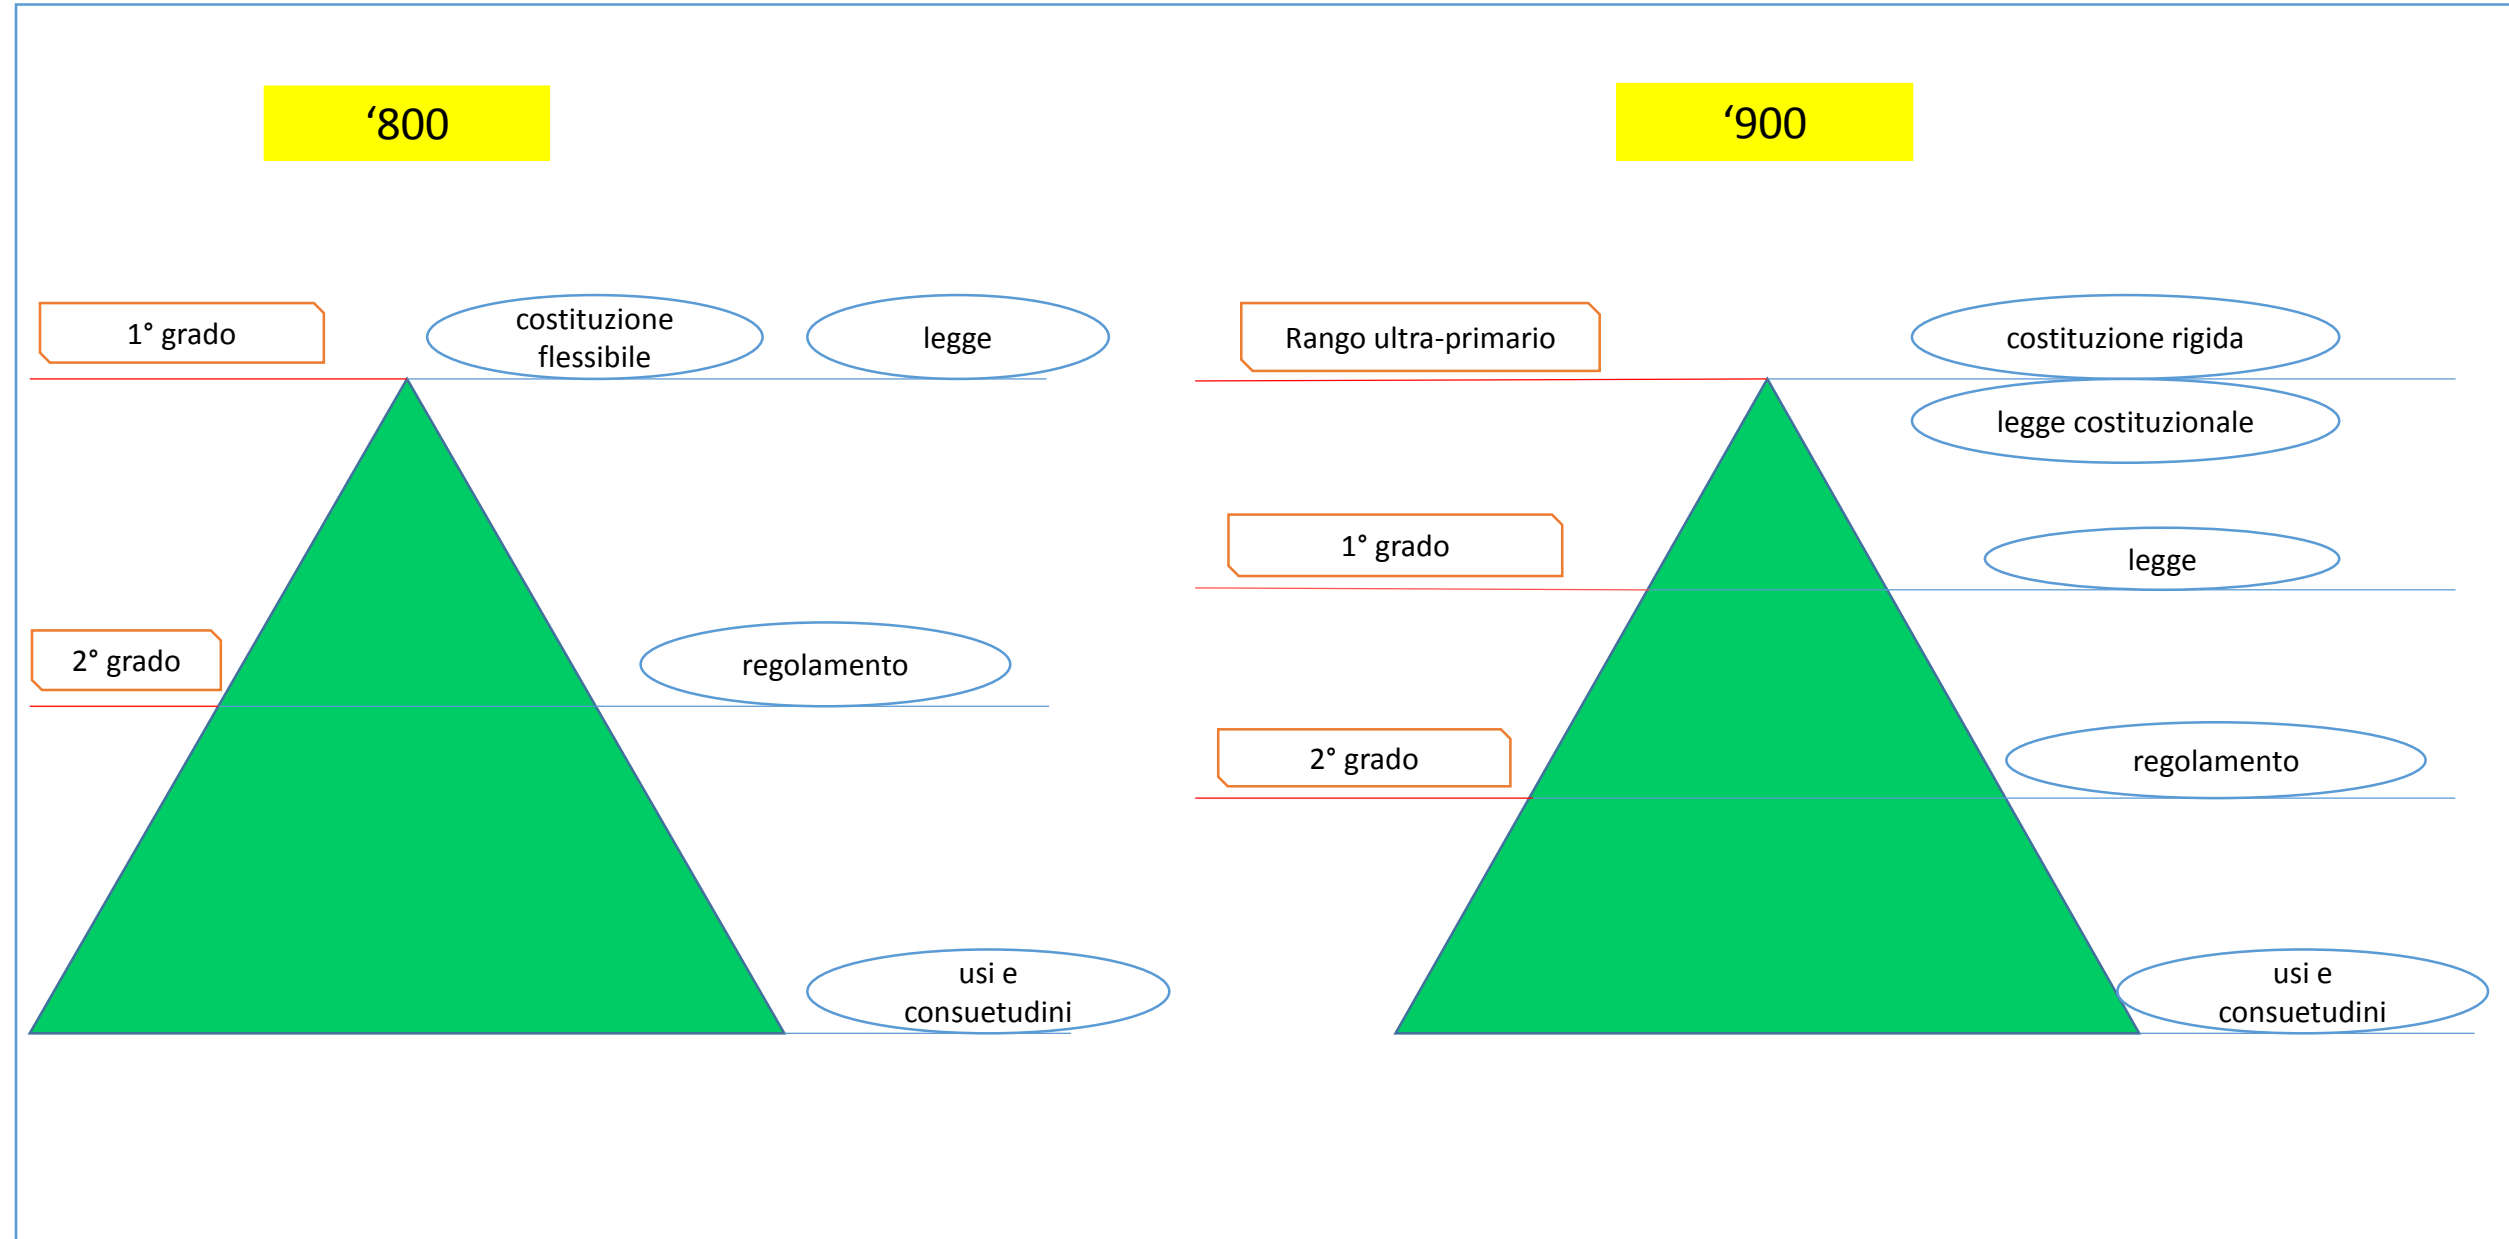 ‘800
1° grado
costituzione
flessibile
legge
2° grado
regolamento
usi e
consuetudini
‘900
Rango ultra-primario
costituzione rigida
legge costituzionale
1° grado
legge
2° grado
regolamento
usi e
consuetudini